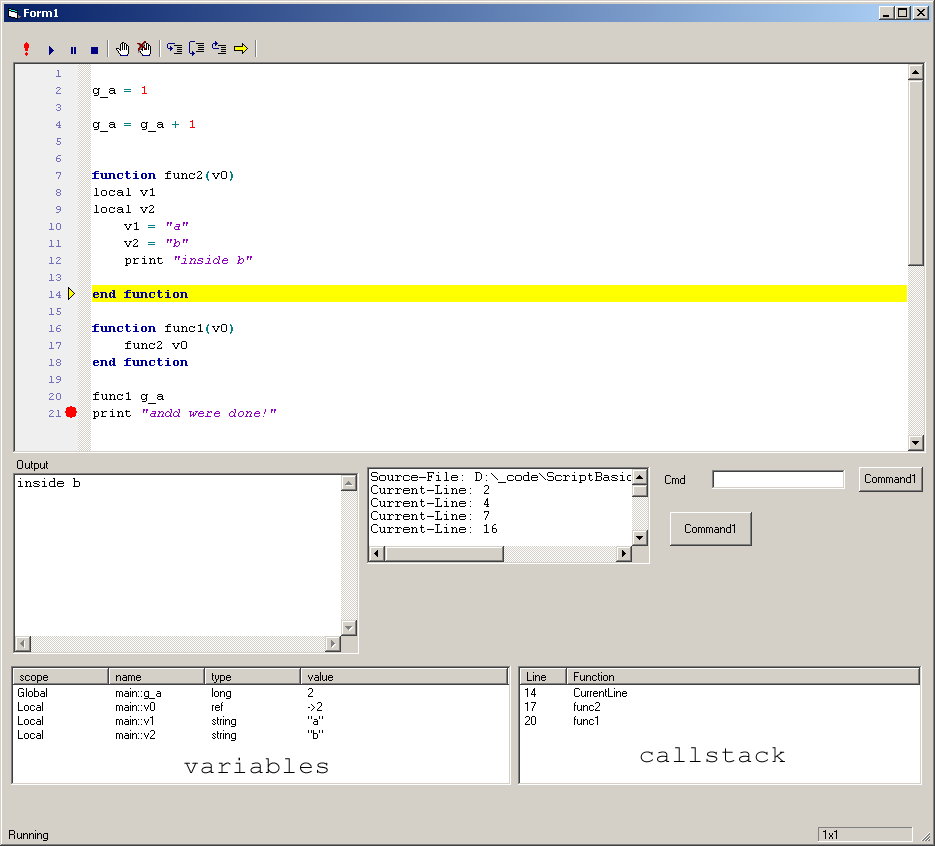 Form1
1
2 g_a = 1
3
4 g_a = g_a + 1
5
6
7 function func2(v0)
8 local v1
9 local v2
10 v1 = "a"
11 v2 = "b"
12 print "inside b"
13
14 end function
15
16 function func1(v0)
17 func2 v0
18 end function
19
20 func1 g_a
21 print "andd were done!"
Output
inside b
Source-File: D:\_code\ScriptBasic
Current-Line: 2
Current-Line: 4
Current-Line: 7
Current-Line: 16
Cmd
Command1
Command1
scope name type value
Global main::g_a long 2
Local main::v0 ref ->2
Local main::v1 string "a"
Local main::v2 string "b"
variables
Line Function
14 CurrentLine
17 func2
20 func1
callstack
Running
1x1